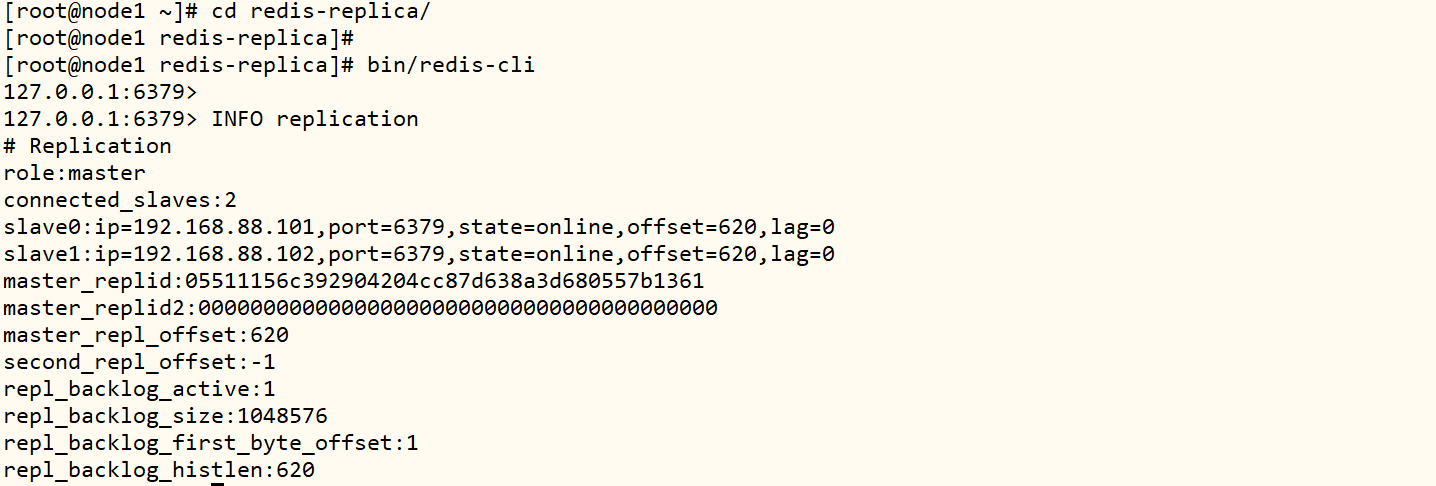 [root@node1 ~]# cd redis-replica/
[root@node1 redis-replica]#
[root@node1 redis-replica]# bin/redis-cli
127.0.0.1:6379>
127.0.0.1:6379> INFO replication
# Replication
role:master
connected_slaves:2
slave0:ip=192.168.88.101,port=6379,state=online,offset=620,lag=0
slave1:ip=192.168.88.102,port=6379,state=online,offset=620,lag=0
master_replid:05511156c392904204cc87d638a3d680557b1361
master_replid2:0000000000000000000000000000000000000000
master_repl_offset:620
second_repl_offset:-1
repl_backlog_active:1
repl_backlog_size:1048576
repl_backlog_first_byte_offset:1
repl_backlog_histlen:620